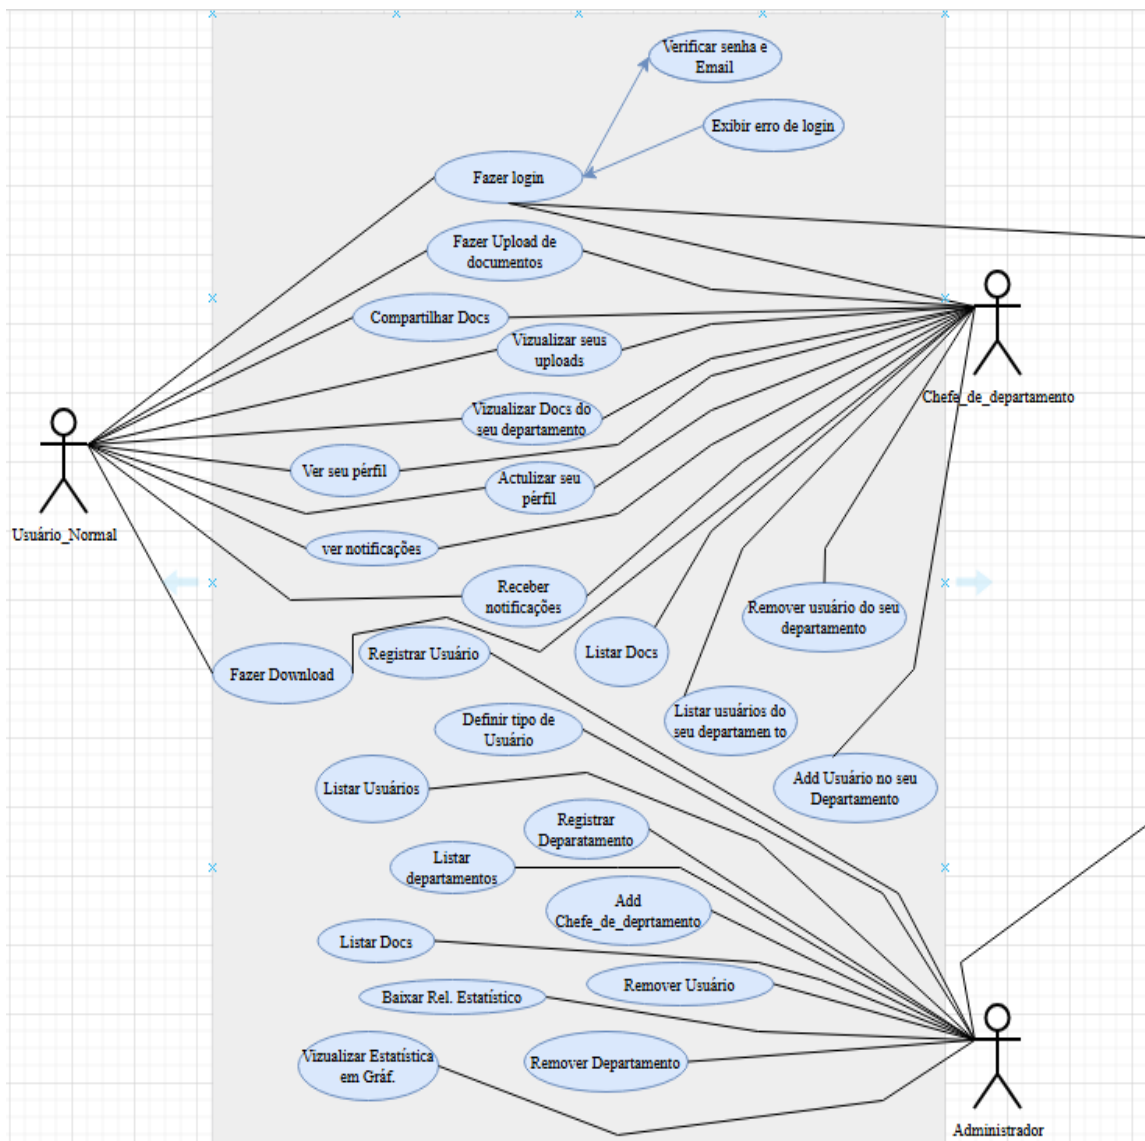 Verificar senha e
Email
Exibir erro de login
Fazer login
Fazer Upload de
documentos
Compartilhar Docs
Vizualizar seus
uploads
Chefe_de_departamento
Vizualizar Docs do
seu departamento
Ver seu pérfil
Actulizar seu
pérfil
Usuário_Normal
ver notificações
Receber
notificações
Remover usuário do seu
departamento
Registrar Usuário
Listar Docs
Fazer Download
Listar usuários do
seu departamen to
Definir tipo de
Usuário
Listar Usuários
Add Usuário no seu
Departamento
Registrar
Deparatamento
Listar
departamentos
Add
Chefe_de_deprtamento
Listar Docs
Remover Usuário
Baixar Rel. Estatístico
Vizualizar Estatística
em Gráf.
Remover Departamento
Administrador